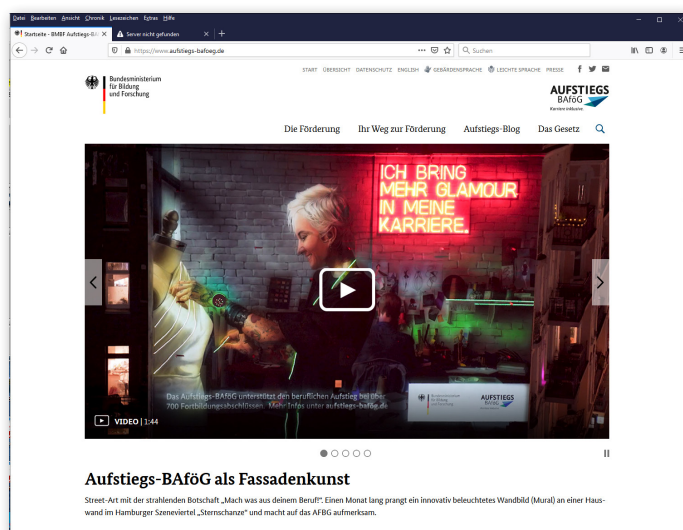 Datei Bearbeiten Ansicht Chronik Lesezeichen Extras Hilfe
Startseite - BMBF Aufstiegs-BA
Server nicht gefunden
https://www.aufstiegs-bafoeg.de
Suchen
START ÜBERSICHT DATENSCHUTZ ENGLISH GEBÄRDENSPRACHE LEICHTE SPRACHE PRESSE
Bundesministerium
für Bildung
und Forschung
AUFSTIEGS
BAföG
Karriere inklusive.
Die Förderung Ihr Weg zur Förderung Aufstiegs-Blog Das Gesetz
ICH BRING
MEHR GLAMOUR
IN MEINE
KARRIERE.
Das Aufstiegs-BAföG unterstützt den beruflichen Aufstieg bei über
700 Fortbildungsabschlüssen. Mehr Infos unter aufstiegs-bafög.de
AUFSTIEGS
BAföG
VIDEO | 1:44
Aufstiegs-BAföG als Fassadenkunst
Street-Art mit der strahlenden Botschaft „Mach was aus deinem Beruf!“. Einen Monat lang prangt ein innovativ beleuchtetes Wandbild (Mural) an einer Haus-
wand im Hamburger Szeneviertel „Sternschanze“ und macht auf das AFBG aufmerksam.